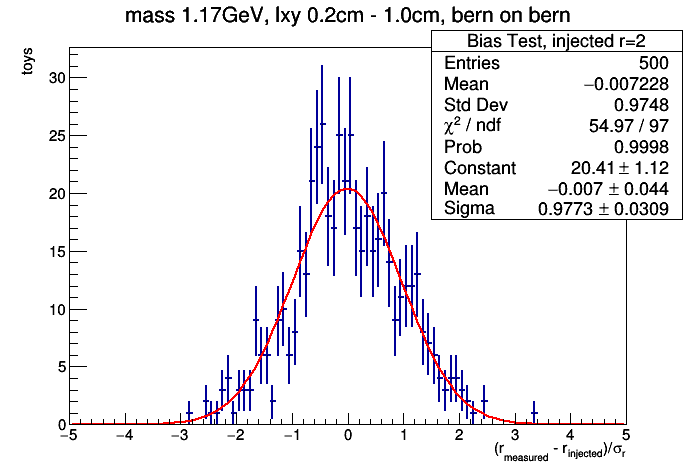 mass 1.17GeV, lxy 0.2cm - 1.0cm, bern on bern
toys
Bias Test, injected r=2
Entries 500
Mean −0.007228
Std Dev 0.9748
χ² / ndf 54.97 / 97
Prob 0.9998
Constant 20.41 ± 1.12
Mean −0.007 ± 0.044
Sigma 0.9773 ± 0.0309
30
25
20
15
10
5
0
−5 −4 −3 −2 −1 0 1 2 3 4 5
(r_measured - r_injected)/σ_r